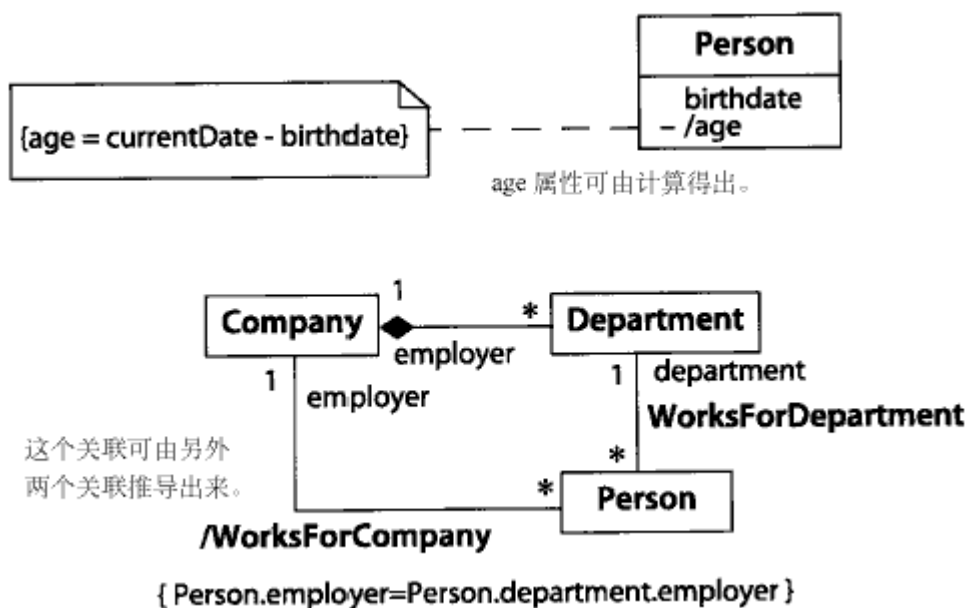 Person
birthdate
– /age
{age = currentDate - birthdate}
age 属性可由计算得出。
1
*
Company
Department
employer
1
employer
1
department
WorksForDepartment
这个关联可由另外
两个关联推导出来。
*
*
Person
/WorksForCompany
{ Person.employer=Person.department.employer }